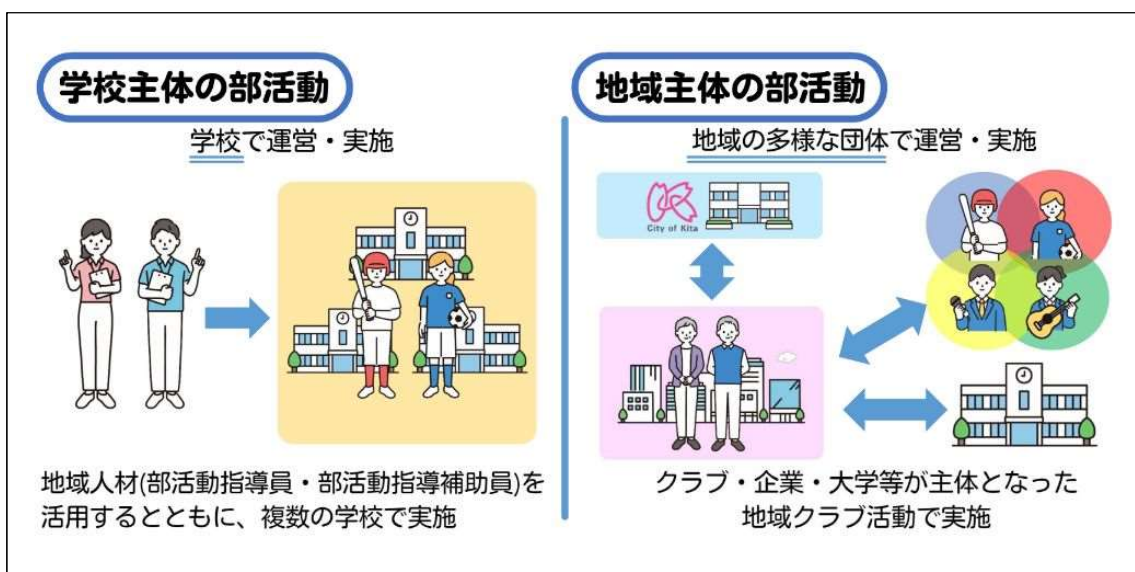 学校主体の部活動
学校で運営・実施
地域人材(部活動指導員・部活動指導補助員)を
活用するとともに、複数の学校で実施
地域主体の部活動
地域の多様な団体で運営・実施
City of Kita
クラブ・企業・大学等が主体となった
地域クラブ活動で実施